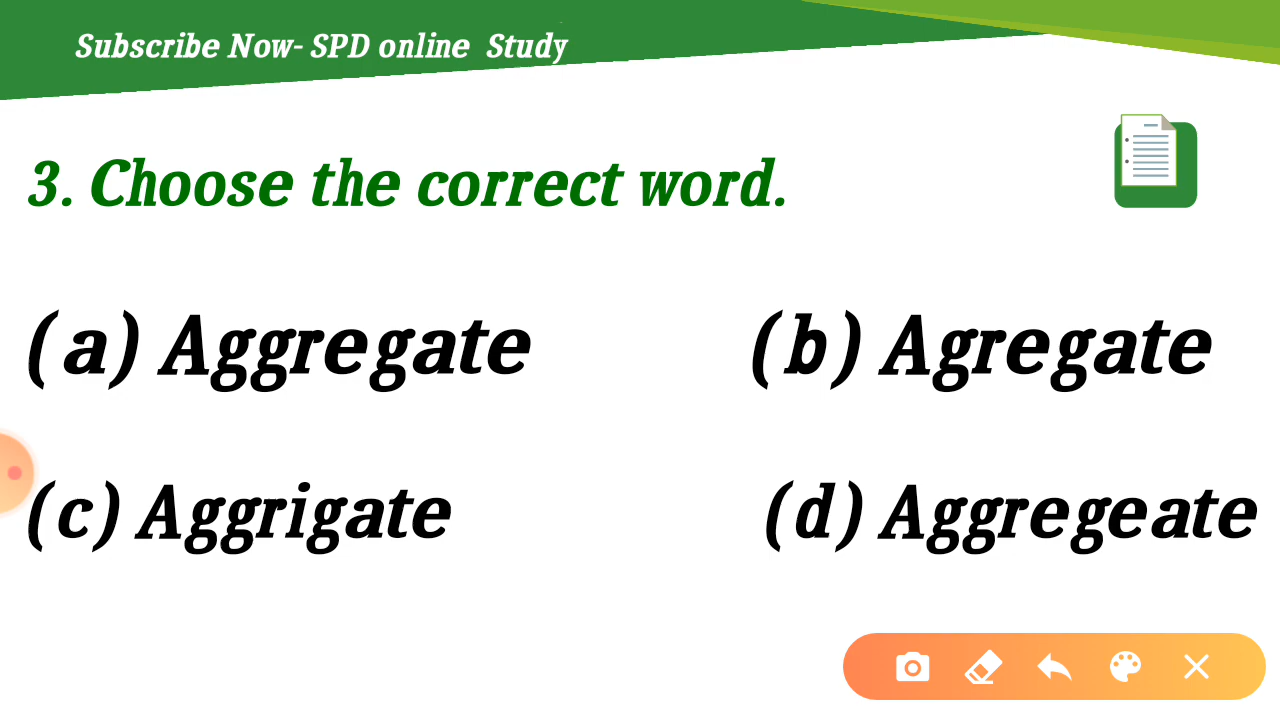 Subscribe Now- SPD online Study
3. Choose the correct word.
(a) Aggregate (b) Agregate
(c) Aggrigate (d) Aggregeate